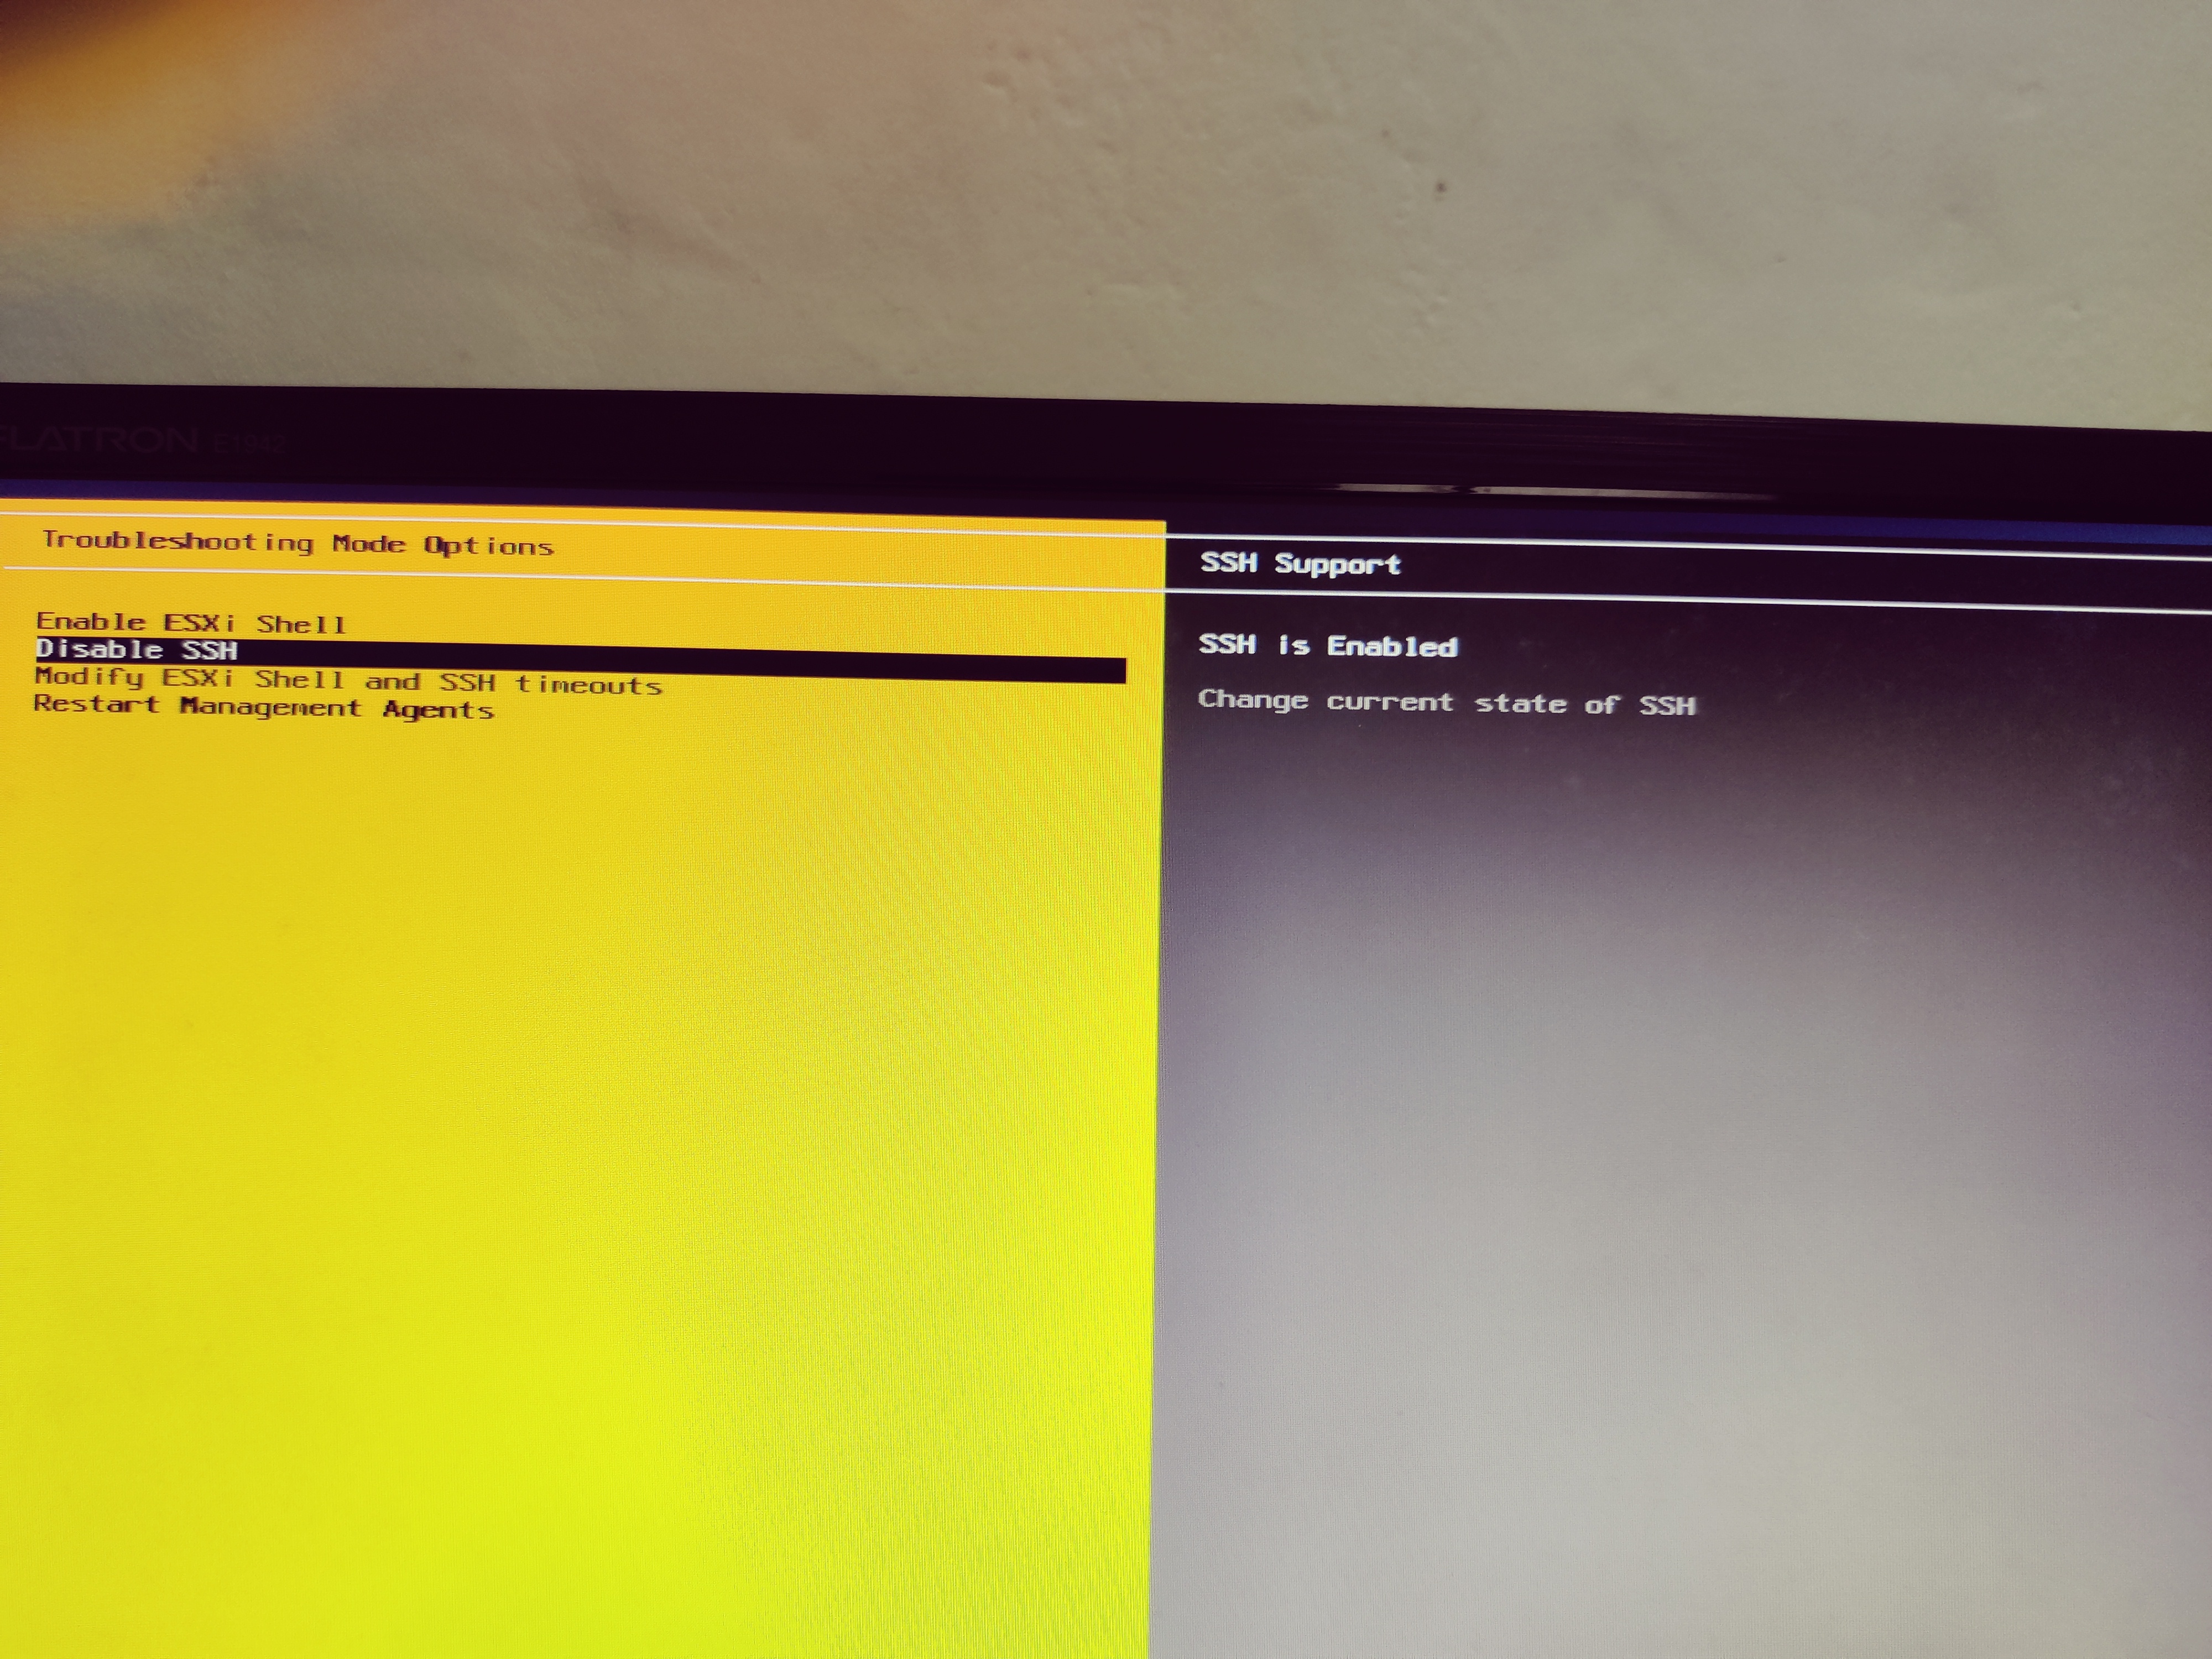 FLATRON E1942
Troubleshooting Mode Options
Enable ESXi Shell
Disable SSH
Modify ESXi Shell and SSH timeouts
Restart Management Agents
SSH Support
SSH is Enabled
Change current state of SSH